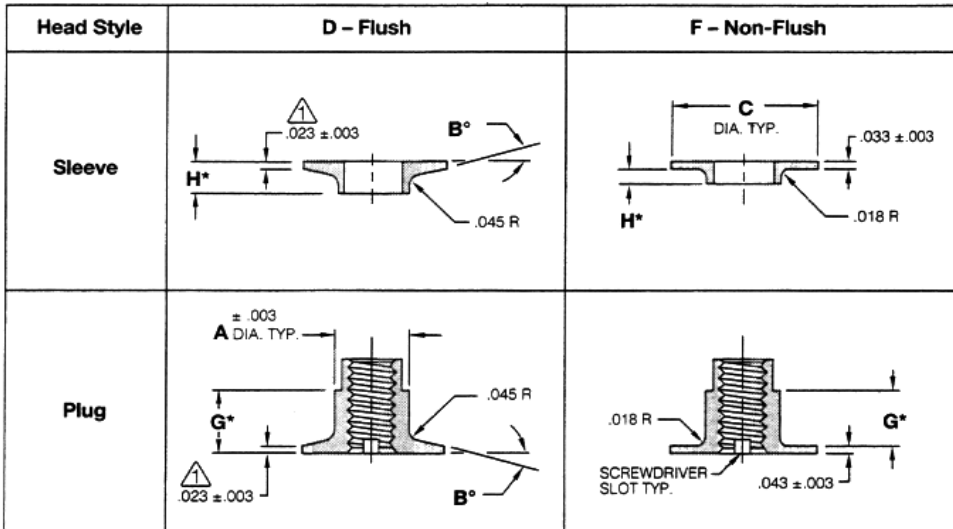 Head Style
D – Flush
F – Non-Flush
Sleeve
1
.023 ±.003
B°
H*
.045 R
C
DIA. TYP.
.033 ±.003
H*
.018 R
Plug
± .003
A DIA. TYP.
.045 R
G*
1
.023 ±.003
B°
.018 R
G*
SCREWDRIVER
SLOT TYP.
.043 ±.003